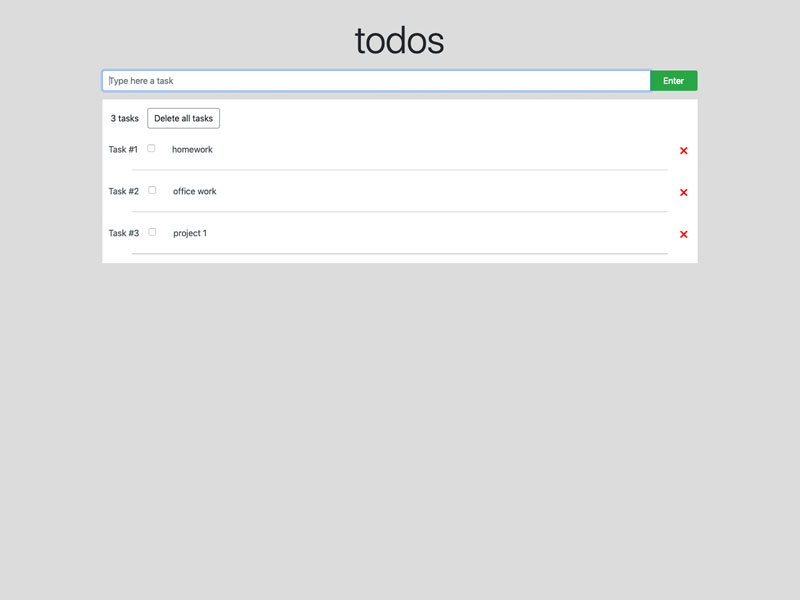 todos
Type here a task Enter
3 tasks Delete all tasks
Task #1 homework
Task #2 office work
Task #3 project 1